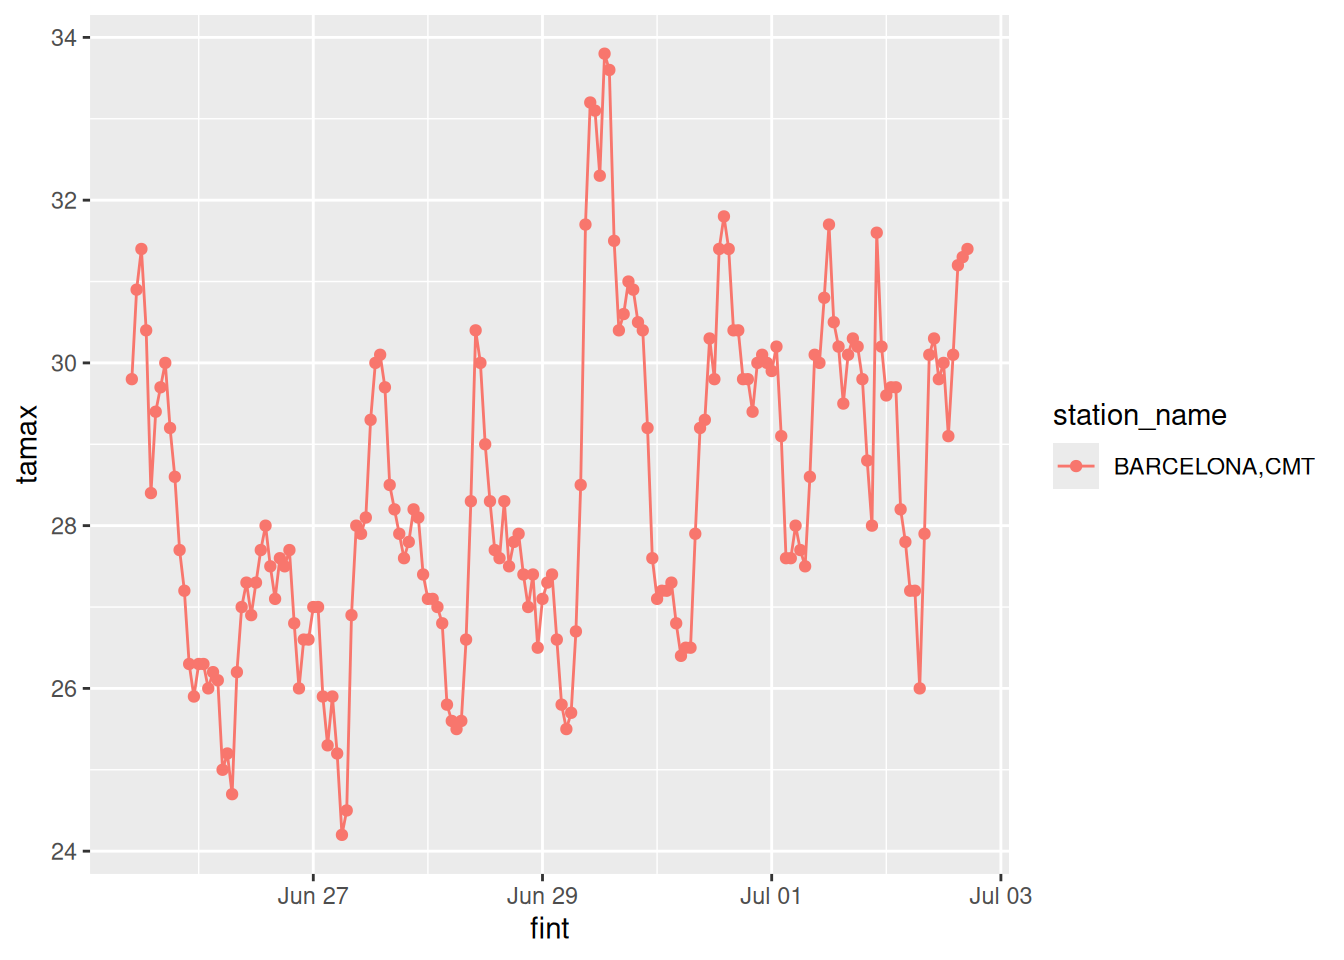 34
32
30
28
26
24
tamax
Jun 27
Jun 29
Jul 01
Jul 03
fint
station_name
BARCELONA,CMT